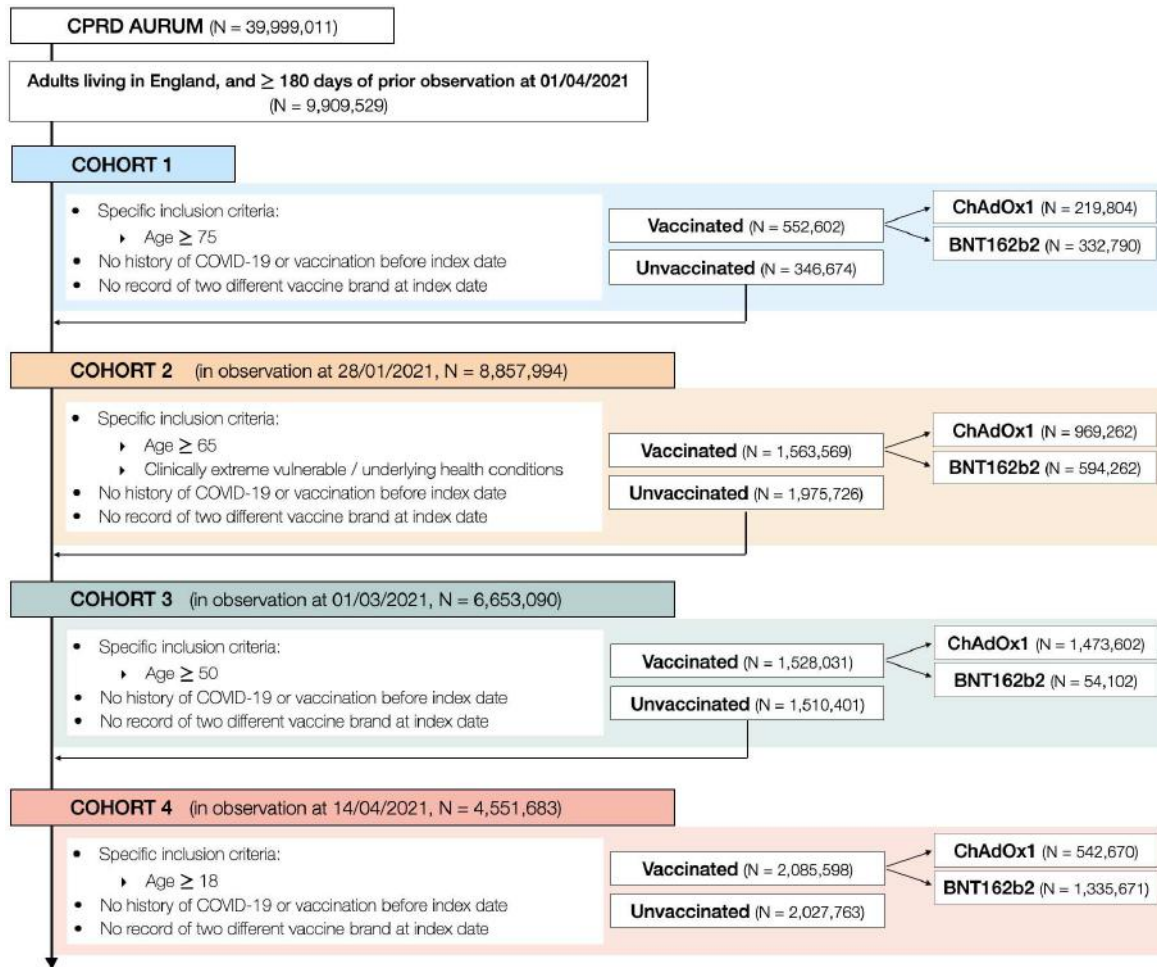 CPRD AURUM (N = 39,999,011)
Adults living in England, and ≥ 180 days of prior observation at 01/04/2021
(N = 9,909,529)
COHORT 1
• Specific inclusion criteria:
▸ Age ≥ 75
• No history of COVID-19 or vaccination before index date
• No record of two different vaccine brand at index date
Vaccinated (N = 552,602)
Unvaccinated (N = 346,674)
ChAdOx1 (N = 219,804)
BNT162b2 (N = 332,790)
COHORT 2 (in observation at 28/01/2021, N = 8,857,994)
• Specific inclusion criteria:
▸ Age ≥ 65
▸ Clinically extreme vulnerable / underlying health conditions
• No history of COVID-19 or vaccination before index date
• No record of two different vaccine brand at index date
Vaccinated (N = 1,563,569)
Unvaccinated (N = 1,975,726)
ChAdOx1 (N = 969,262)
BNT162b2 (N = 594,262)
COHORT 3 (in observation at 01/03/2021, N = 6,653,090)
• Specific inclusion criteria:
▸ Age ≥ 50
• No history of COVID-19 or vaccination before index date
• No record of two different vaccine brand at index date
Vaccinated (N = 1,528,031)
Unvaccinated (N = 1,510,401)
ChAdOx1 (N = 1,473,602)
BNT162b2 (N = 54,102)
COHORT 4 (in observation at 14/04/2021, N = 4,551,683)
• Specific inclusion criteria:
▸ Age ≥ 18
• No history of COVID-19 or vaccination before index date
• No record of two different vaccine brand at index date
Vaccinated (N = 2,085,598)
Unvaccinated (N = 2,027,763)
ChAdOx1 (N = 542,670)
BNT162b2 (N = 1,335,671)